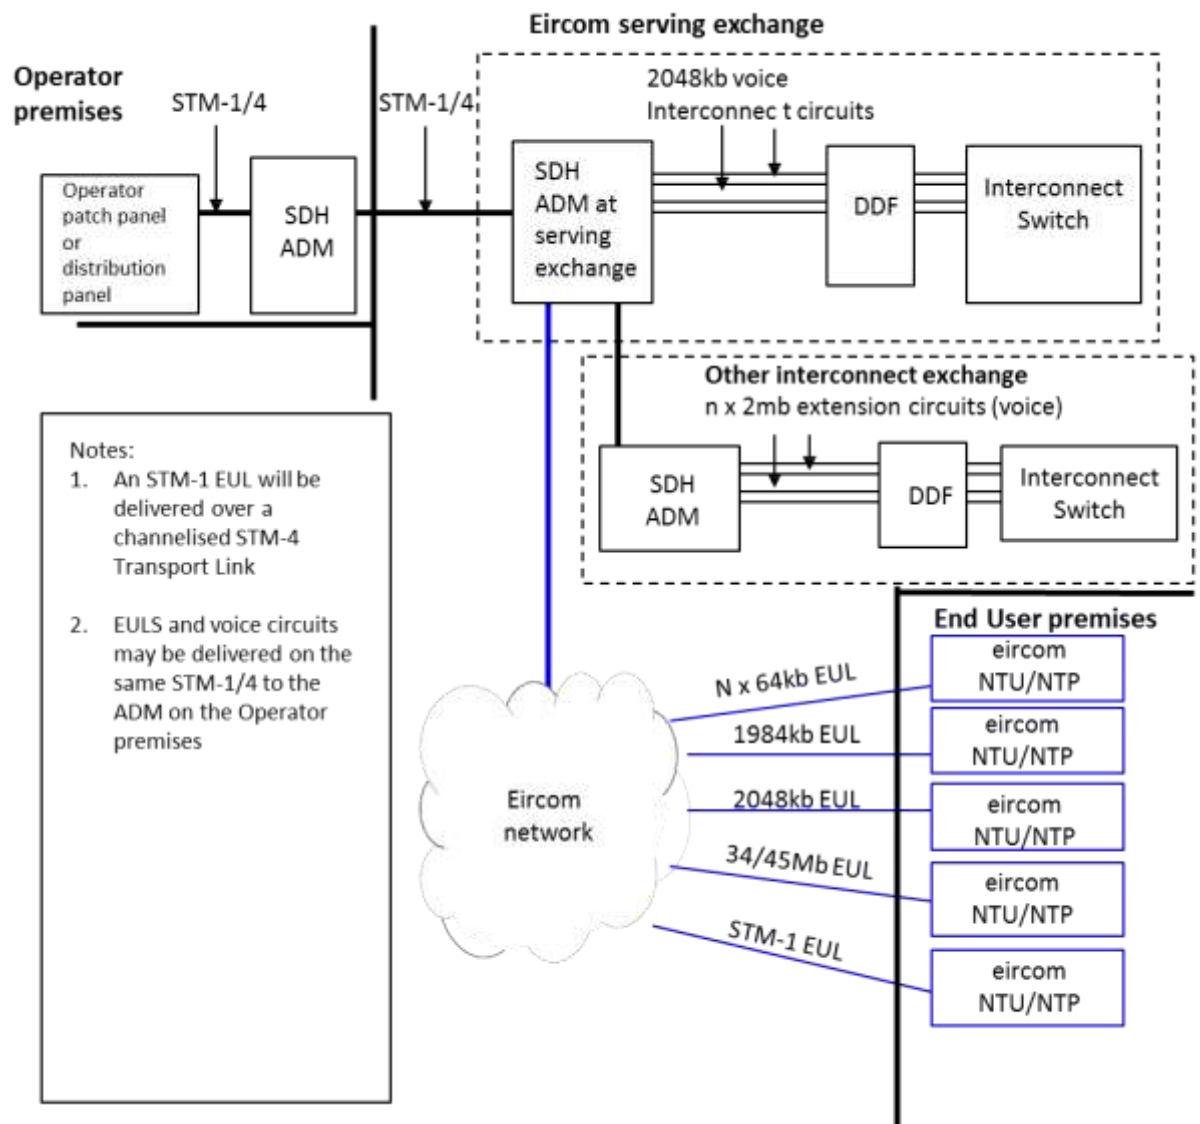 Eircom serving exchange
Operator
premises
STM-1/4
STM-1/4
2048kb voice
Interconnec t circuits
Operator
patch panel
or
distribution
panel
SDH
ADM
SDH
ADM at
serving
exchange
DDF
Interconnect
Switch
Other interconnect exchange
n x 2mb extension circuits (voice)
SDH
ADM
DDF
Interconnect
Switch
Notes:
1. An STM-1 EUL will be
delivered over a
channelised STM-4
Transport Link
2. EULS and voice circuits
may be delivered on the
same STM-1/4 to the
ADM on the Operator
premises
Eircom
network
End User premises
N x 64kb EUL
eircom
NTU/NTP
1984kb EUL
eircom
NTU/NTP
2048kb EUL
eircom
NTU/NTP
34/45Mb EUL
eircom
NTU/NTP
STM-1 EUL
eircom
NTU/NTP